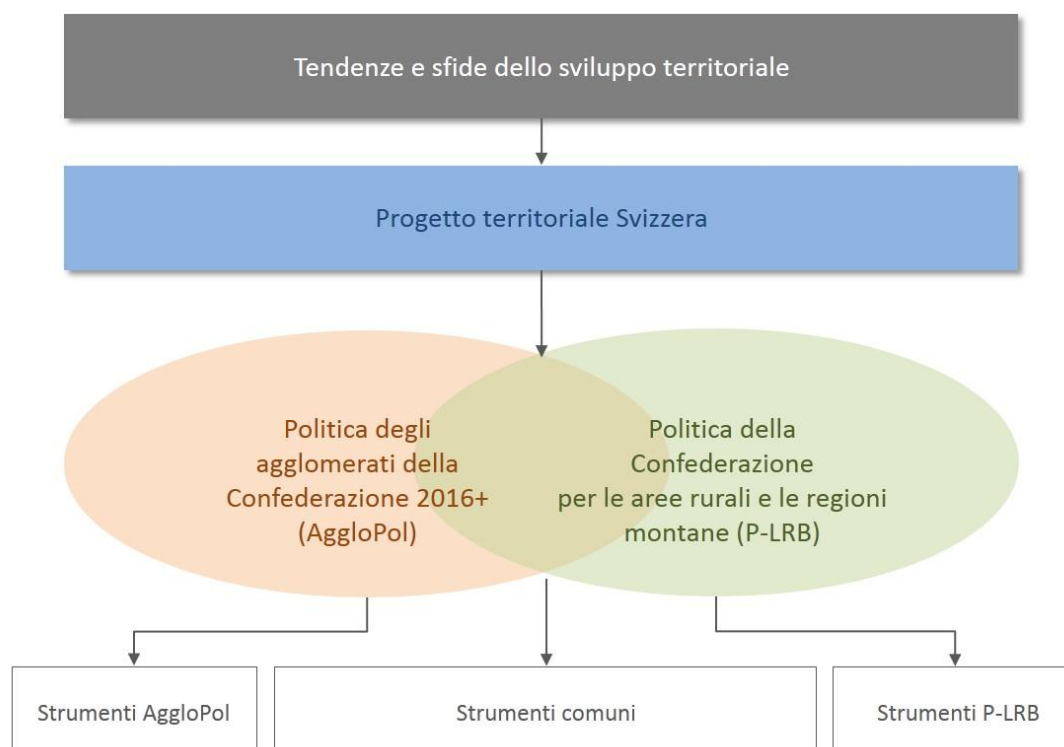 Tendenze e sfide dello sviluppo territoriale
Progetto territoriale Svizzera
Politica degli
agglomerati della
Confederazione 2016+
(AggloPol)
Politica della
Confederazione
per le aree rurali e le regioni
montane (P-LRB)
Strumenti AggloPol
Strumenti comuni
Strumenti P-LRB